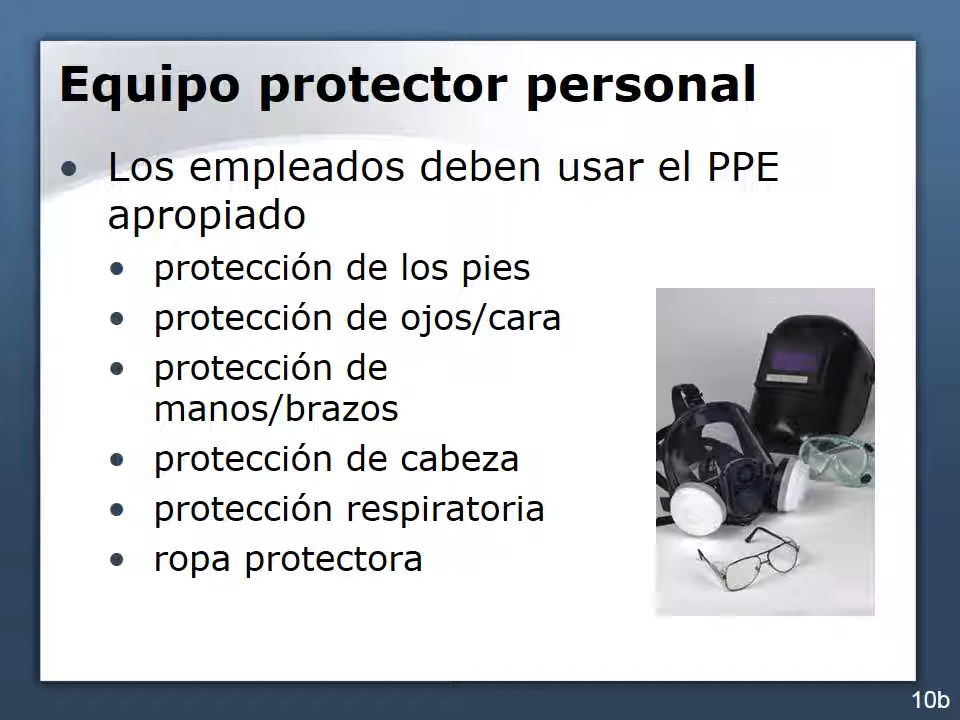 Equipo protector personal
• Los empleados deben usar el PPE
apropiado
• protección de los pies
• protección de ojos/cara
• protección de
manos/brazos
• protección de cabeza
• protección respiratoria
• ropa protectora
10b